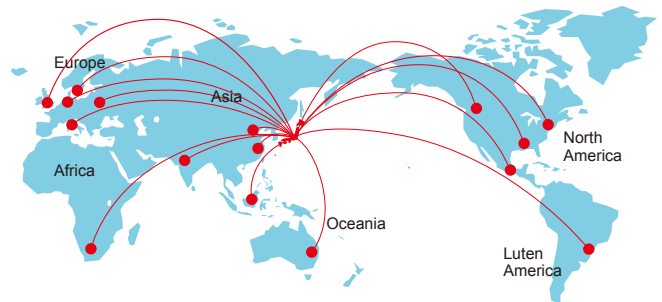 Europe
Asia
North
America
Africa
Oceania
Luten
America